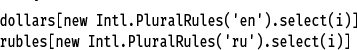 dollars[new Intl.PluralRules('en').select(i)]
rubles[new Intl.PluralRules('ru').select(i)]